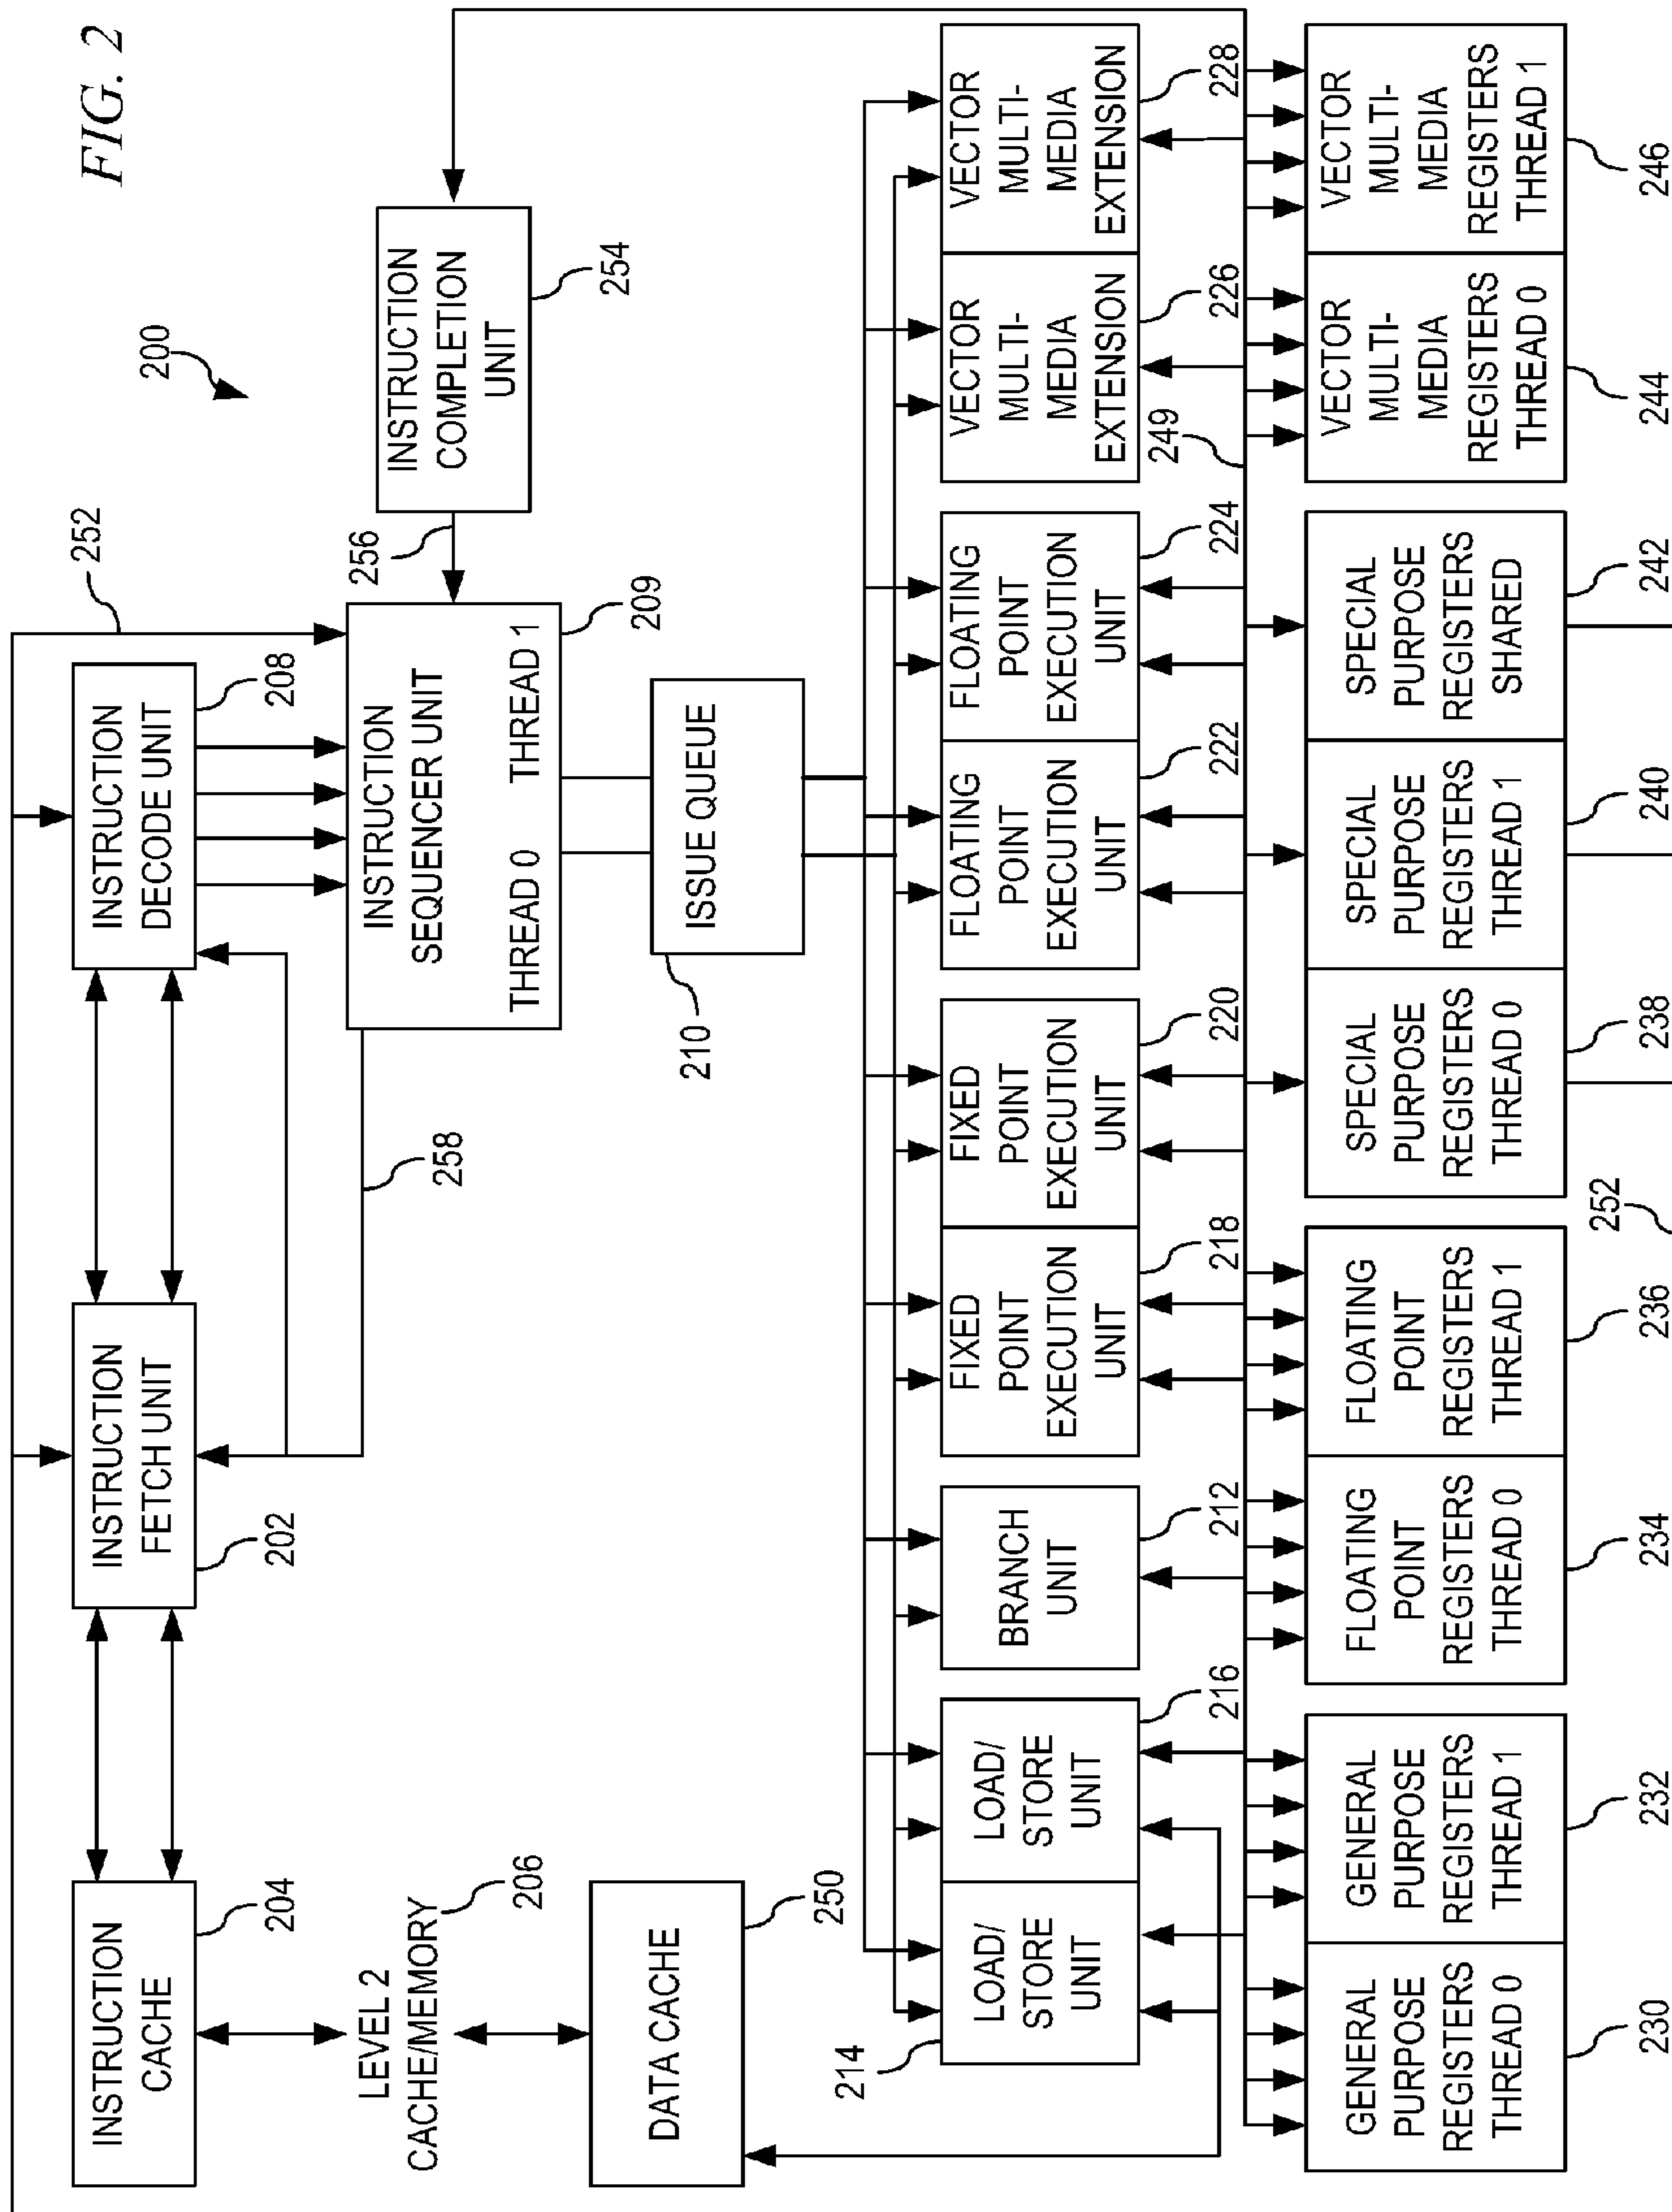 FIG. 2
200
252
INSTRUCTION
CACHE
204
INSTRUCTION
FETCH UNIT
202
INSTRUCTION
DECODE UNIT
208
LEVEL 2
CACHE/MEMORY
206
258
INSTRUCTION
SEQUENCER UNIT
THREAD 0
THREAD 1
209
256
INSTRUCTION
COMPLETION
UNIT
254
DATA CACHE
250
ISSUE QUEUE
210
LOAD/
STORE
UNIT
214
LOAD/
STORE
UNIT
216
BRANCH
UNIT
212
FIXED
POINT
EXECUTION
UNIT
218
FIXED
POINT
EXECUTION
UNIT
220
FLOATING
POINT
EXECUTION
UNIT
222
FLOATING
POINT
EXECUTION
UNIT
224
VECTOR
MULTI-
MEDIA
EXTENSION
226
VECTOR
MULTI-
MEDIA
EXTENSION
228
249
GENERAL
PURPOSE
REGISTERS
THREAD 0
230
GENERAL
PURPOSE
REGISTERS
THREAD 1
232
FLOATING
POINT
REGISTERS
THREAD 0
234
FLOATING
POINT
REGISTERS
THREAD 1
236
SPECIAL
PURPOSE
REGISTERS
THREAD 0
238
SPECIAL
PURPOSE
REGISTERS
THREAD 1
240
SPECIAL
PURPOSE
REGISTERS
SHARED
242
VECTOR
MULTI-
MEDIA
REGISTERS
THREAD 0
244
VECTOR
MULTI-
MEDIA
REGISTERS
THREAD 1
246
252